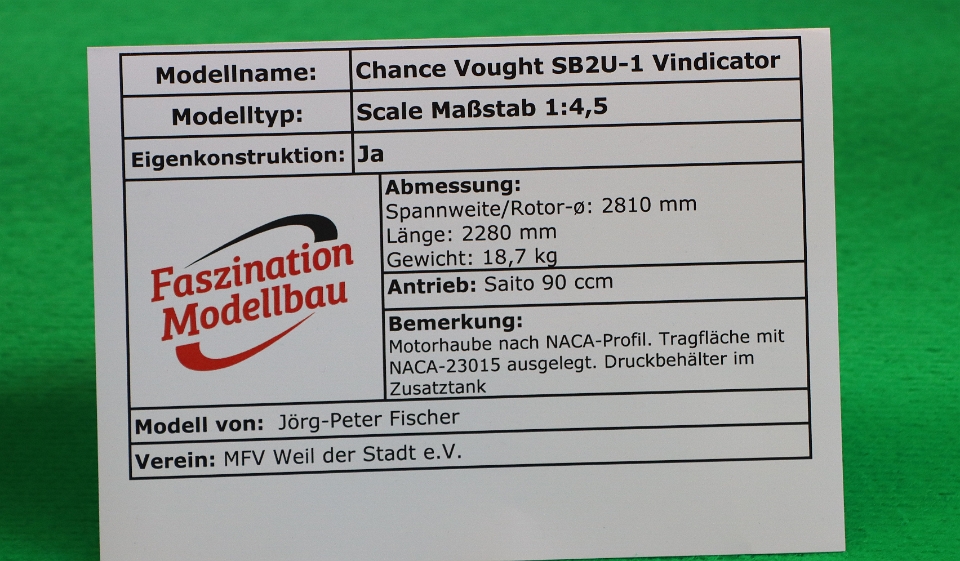 Modellname: Chance Vought SB2U-1 Vindicator
Modelltyp: Scale Maßstab 1:4,5
Eigenkonstruktion: Ja
Faszination
Modellbau
Abmessung:
Spannweite/Rotor-ø: 2810 mm
Länge: 2280 mm
Gewicht: 18,7 kg
Antrieb: Saito 90 ccm
Bemerkung:
Motorhaube nach NACA-Profil. Tragfläche mit
NACA-23015 ausgelegt. Druckbehälter im
Zusatztank
Modell von: Jörg-Peter Fischer
Verein: MFV Weil der Stadt e.V.